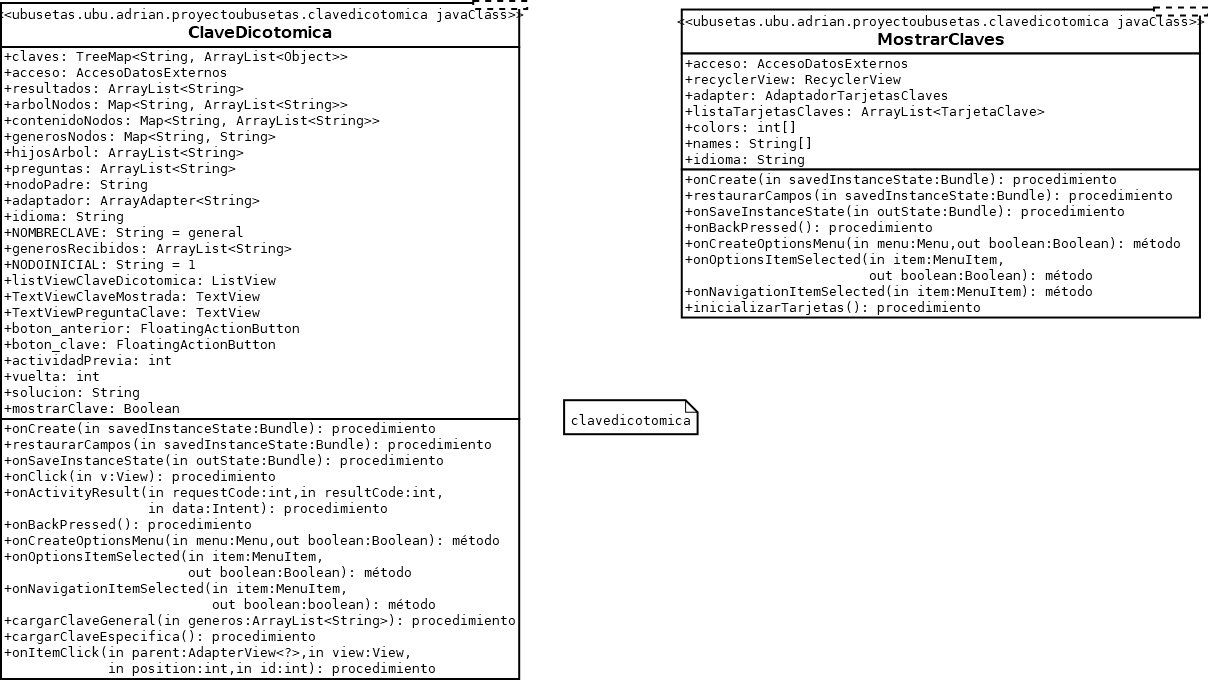 <<ubusetas.ubu.adrian.proyectoubusetas.clavedicotomica javaClass>>
ClaveDicotomica
+claves: TreeMap<String, ArrayList<Object>>
+acceso: AccesoDatosExternos
+resultados: ArrayList<String>
+arbolNodos: Map<String, ArrayList<String>>
+contenidoNodos: Map<String, ArrayList<String>>
+generosNodos: Map<String, String>
+hijosArbol: ArrayList<String>
+preguntas: ArrayList<String>
+nodoPadre: String
+adaptador: ArrayAdapter<String>
+idioma: String
+NOMBRECLAVE: String = general
+generosRecibidos: ArrayList<String>
+NODOINICIAL: String = 1
+listViewClaveDicotomica: ListView
+TextViewClaveMostrada: TextView
+TextViewPreguntaClave: TextView
+boton_anterior: FloatingActionButton
+boton_clave: FloatingActionButton
+actividadPrevia: int
+vuelta: int
+solucion: String
+mostrarClave: Boolean
+onCreate(in savedInstanceState:Bundle): procedimiento
+restaurarCampos(in savedInstanceState:Bundle): procedimiento
+onSaveInstanceState(in outState:Bundle): procedimiento
+onClick(in v:View): procedimiento
+onActivityResult(in requestCode:int,in resultCode:int,
in data:Intent): procedimiento
+onBackPressed(): procedimiento
+onCreateOptionsMenu(in menu:Menu,out boolean:Boolean): método
+onOptionsItemSelected(in item:MenuItem,
out boolean:Boolean): método
+onNavigationItemSelected(in item:MenuItem,
out boolean:boolean): método
+cargarClaveGeneral(in generos:ArrayList<String>): procedimiento
+cargarClaveEspecifica(): procedimiento
+onItemClick(in parent:AdapterView<?>,in view:View,
in position:int,in id:int): procedimiento
<<ubusetas.ubu.adrian.proyectoubusetas.clavedicotomica javaClass>>
MostrarClaves
+acceso: AccesoDatosExternos
+recyclerView: RecyclerView
+adapter: AdaptadorTarjetasClaves
+listaTarjetasClaves: ArrayList<TarjetaClave>
+colors: int[]
+names: String[]
+idioma: String
+onCreate(in savedInstanceState:Bundle): procedimiento
+restaurarCampos(in savedInstanceState:Bundle): procedimiento
+onSaveInstanceState(in outState:Bundle): procedimiento
+onBackPressed(): procedimiento
+onCreateOptionsMenu(in menu:Menu,out boolean:Boolean): método
+onOptionsItemSelected(in item:MenuItem,
out boolean:Boolean): método
+onNavigationItemSelected(in item:MenuItem): método
+inicializarTarjetas(): procedimiento
clavedicotomica